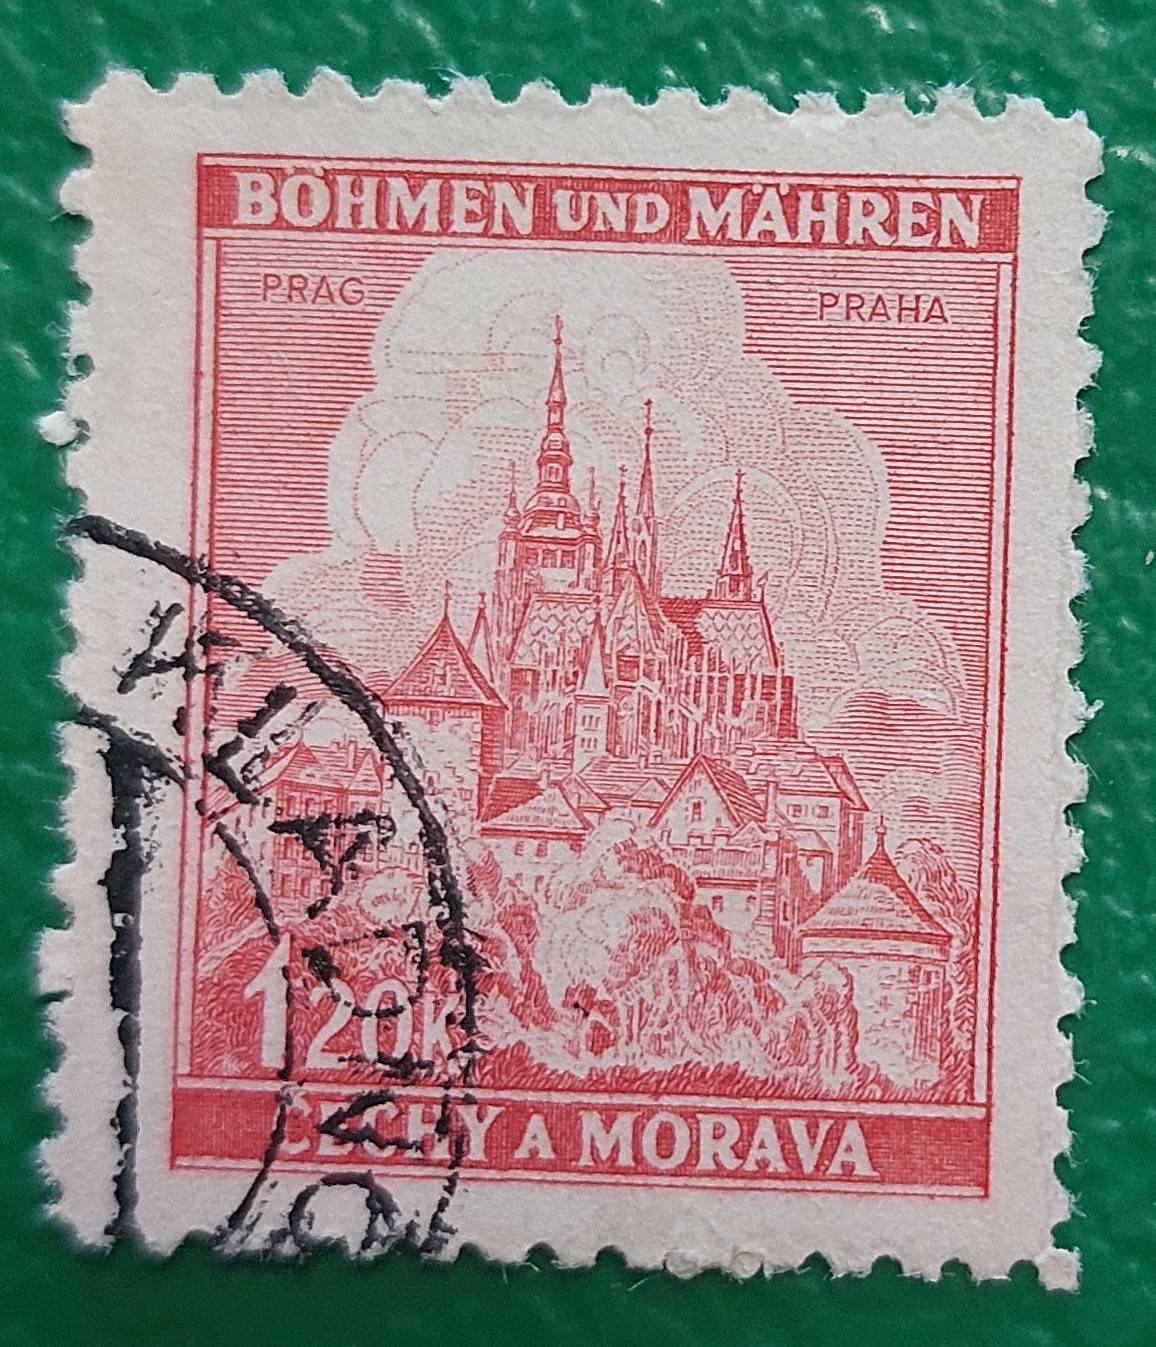 BÖHMEN UND MÄHREN
PRAG
PRAHA
120K
ČECHY A MORAVA